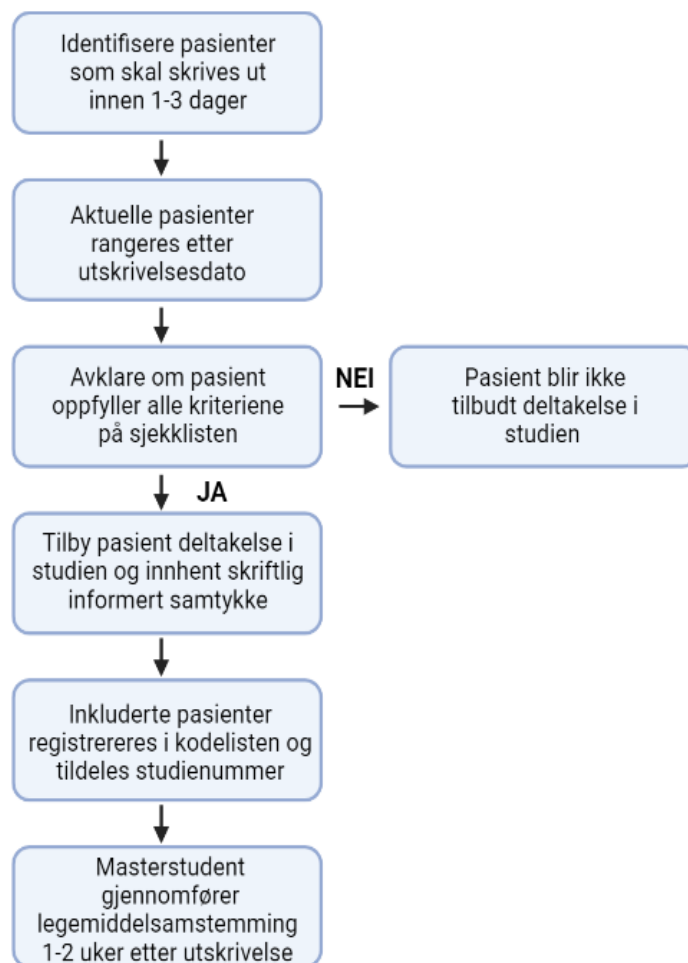 Identifisere pasienter
som skal skrives ut
innen 1-3 dager
Aktuelle pasienter
rangeres etter
utskrivelsesdato
Avklare om pasient
oppfyller alle kriteriene
på sjekklisten
NEI
Pasient blir ikke
tilbudt deltakelse i
studien
JA
Tilby pasient deltakelse i
studien og innhent skriftlig
informert samtykke
Inkluderte pasienter
registrereres i kodelisten og
tildeles studienummer
Masterstudent
gjennomfører
legemiddelsamstemming
1-2 uker etter utskrivelse